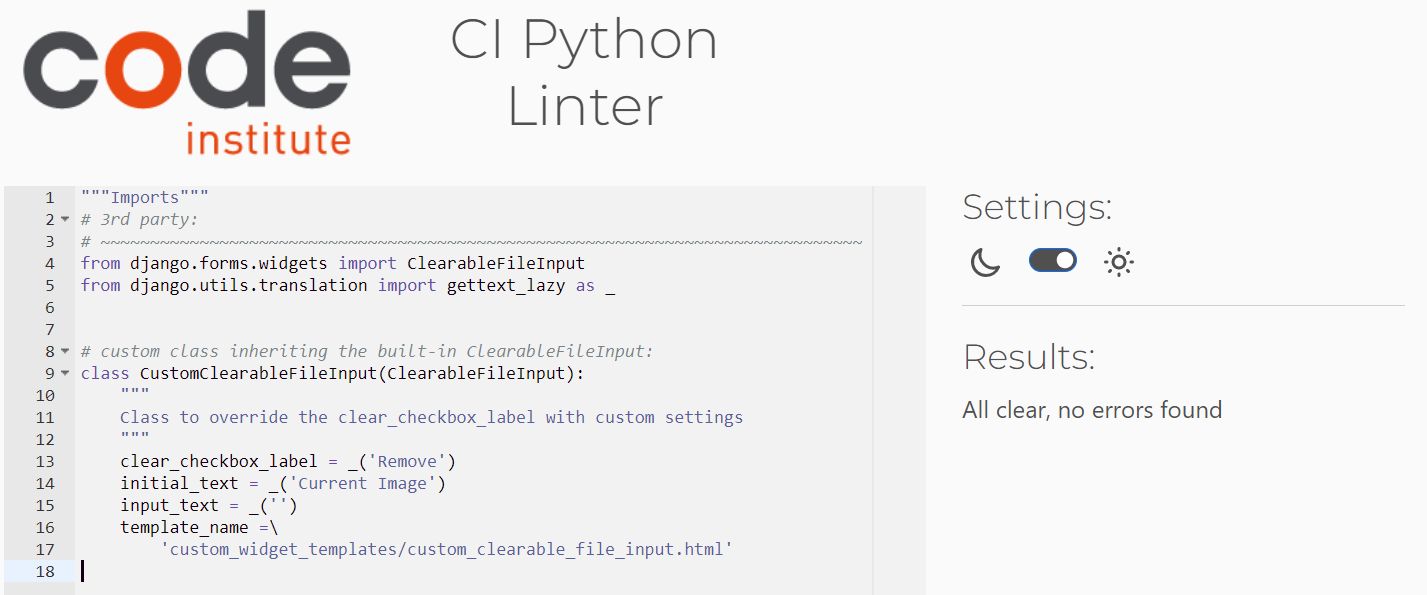 code
institute
CI Python
Linter
1 """Imports"""
2 # 3rd party:
3 # ~~~~~~~~~~~~~~~~~~~~~~~~~~~~~~~~~~~~~~~~~~~~~~~~~~~~~~~~~~~~~~~~~~~~~~~~~~~~~
4 from django.forms.widgets import ClearableFileInput
5 from django.utils.translation import gettext_lazy as _
6
7
8 # custom class inheriting the built-in ClearableFileInput:
9 class CustomClearableFileInput(ClearableFileInput):
10     """
11     Class to override the clear_checkbox_label with custom settings
12     """
13     clear_checkbox_label = _('Remove')
14     initial_text = _('Current Image')
15     input_text = _('')
16     template_name =\
17         'custom_widget_templates/custom_clearable_file_input.html'
18
Settings:
Results:
All clear, no errors found